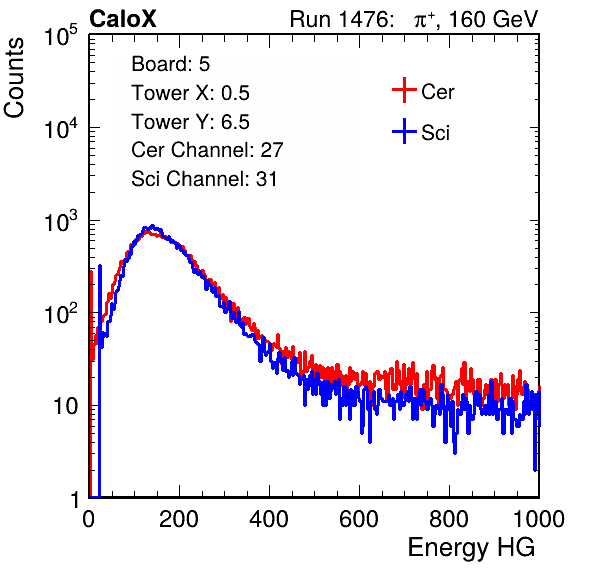 CaloX Run 1476: π⁺, 160 GeV
Counts
Board: 5
Tower X: 0.5
Tower Y: 6.5
Cer Channel: 27
Sci Channel: 31
Cer
Sci
10⁵
10⁴
10³
10²
10
1
0 200 400 600 800 1000
Energy HG